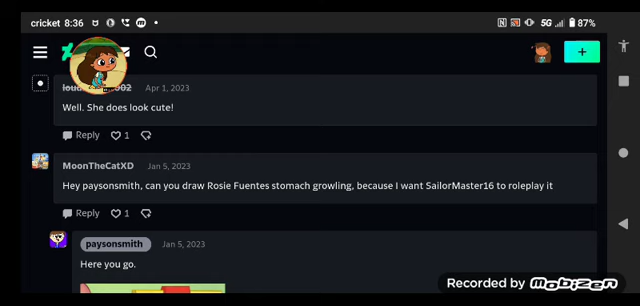 cricket 8:36 5G 87%
Apr 1, 2023
Well. She does look cute!
Reply 1
MoonTheCatXD Jan 5, 2023
Hey paysonsmith, can you draw Rosie Fuentes stomach growling, because I want SailorMaster16 to roleplay it
Reply 1
paysonsmith Jan 5, 2023
Here you go.
Recorded by mobizen